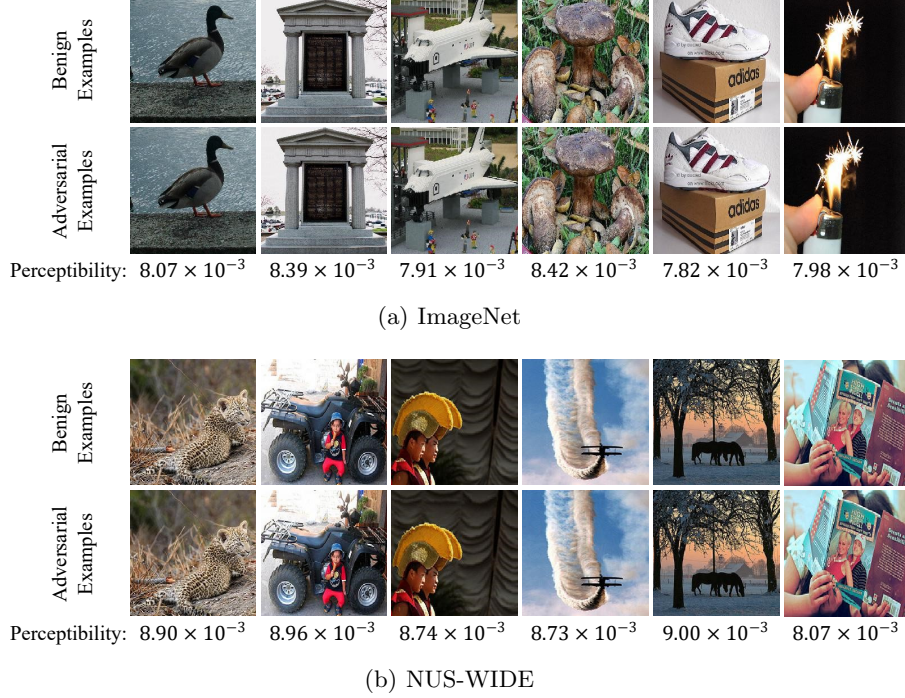 Benign
Examples
adidas
Adversarial
Examples
adidas
Perceptibility: 8.07 × 10⁻³ 8.39 × 10⁻³ 7.91 × 10⁻³ 8.42 × 10⁻³ 7.82 × 10⁻³ 7.98 × 10⁻³
(a) ImageNet
Benign
Examples
Adversarial
Examples
Perceptibility: 8.90 × 10⁻³ 8.96 × 10⁻³ 8.74 × 10⁻³ 8.73 × 10⁻³ 9.00 × 10⁻³ 8.07 × 10⁻³
(b) NUS-WIDE